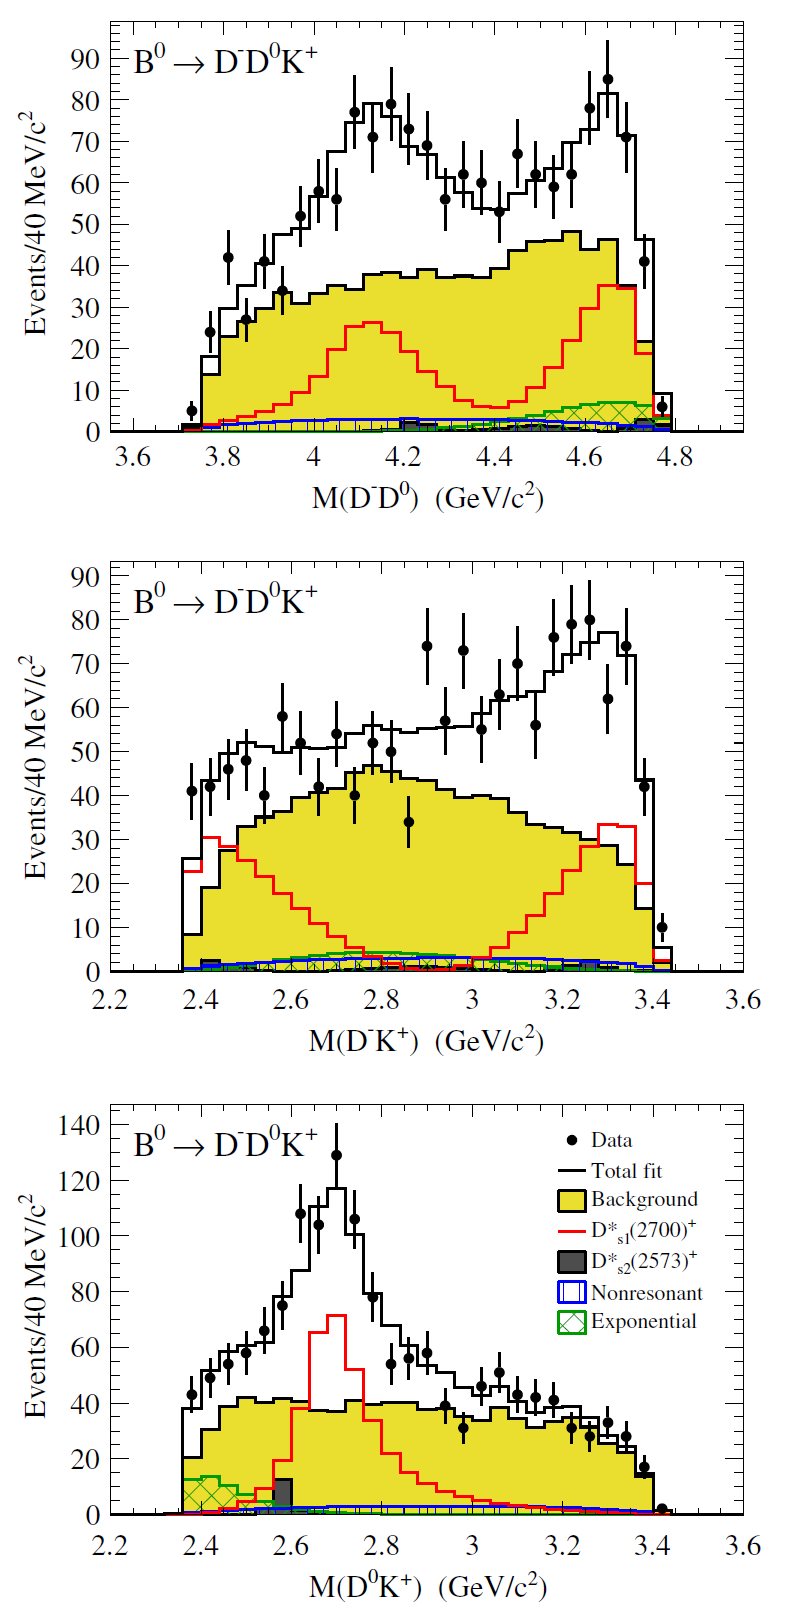 B⁰ → D⁻D⁰K⁺
Events/40 MeV/c²
90
80
70
60
50
40
30
20
10
0
3.6 3.8 4 4.2 4.4 4.6 4.8
M(D⁻D⁰) (GeV/c²)
B⁰ → D⁻D⁰K⁺
Events/40 MeV/c²
90
80
70
60
50
40
30
20
10
0
2.2 2.4 2.6 2.8 3 3.2 3.4 3.6
M(D⁻K⁺) (GeV/c²)
B⁰ → D⁻D⁰K⁺
Events/40 MeV/c²
140
120
100
80
60
40
20
0
Data
Total fit
Background
D*s1(2700)⁺
D*s2(2573)⁺
Nonresonant
Exponential
2.2 2.4 2.6 2.8 3 3.2 3.4 3.6
M(D⁰K⁺) (GeV/c²)